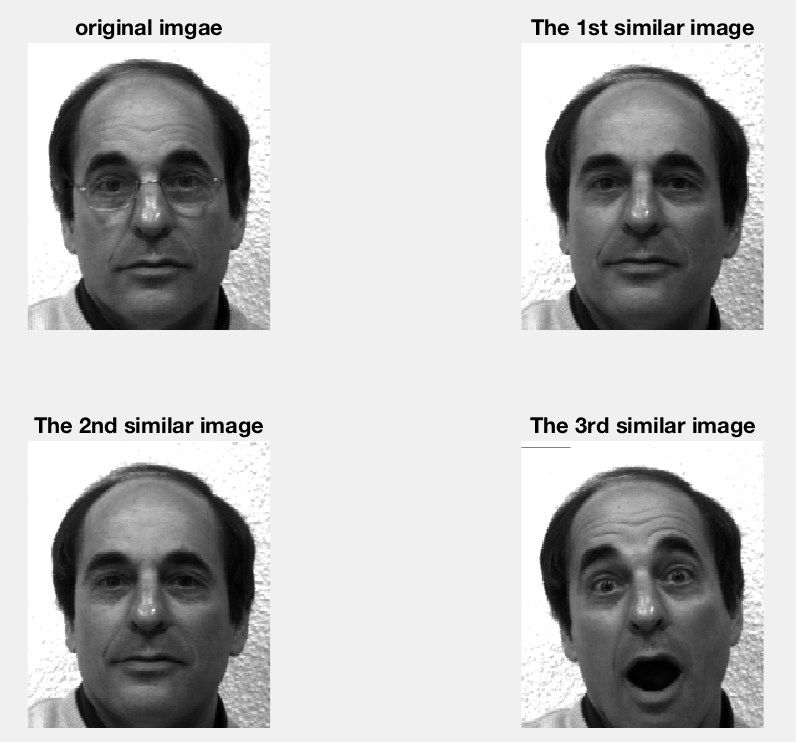 original imgae
The 1st similar image
The 2nd similar image
The 3rd similar image